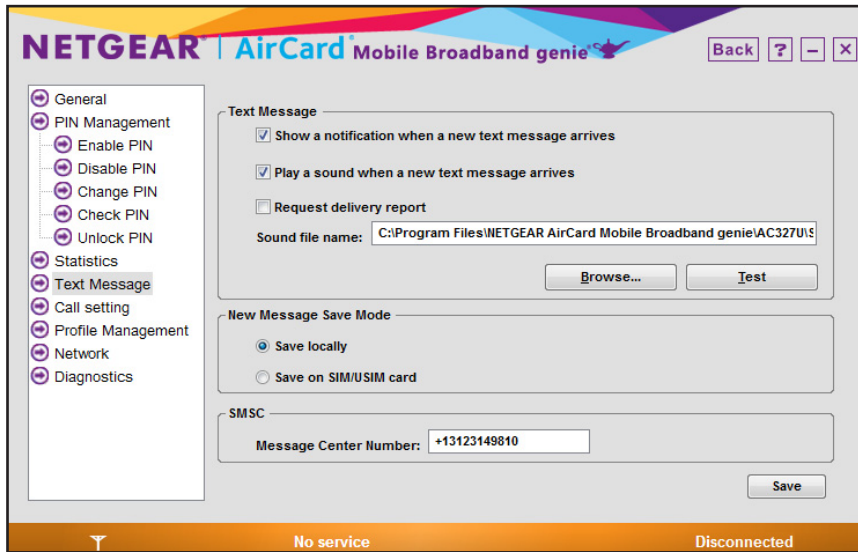 NETGEAR® | AirCard® Mobile Broadband genie®
Back ? – X
General
PIN Management
Enable PIN
Disable PIN
Change PIN
Check PIN
Unlock PIN
Statistics
Text Message
Call setting
Profile Management
Network
Diagnostics
Text Message
Show a notification when a new text message arrives
Play a sound when a new text message arrives
Request delivery report
Sound file name: C:\Program Files\NETGEAR AirCard Mobile Broadband genie\AC327U\S
Browse... Test
New Message Save Mode
Save locally
Save on SIM/USIM card
SMSC
Message Center Number: +13123149810
Save
No service Disconnected